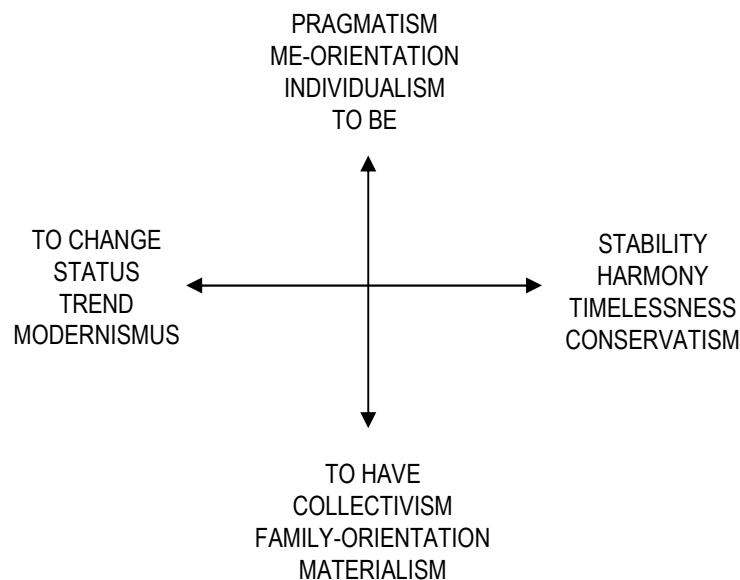 PRAGMATISM
ME-ORIENTATION
INDIVIDUALISM
TO BE
TO CHANGE
STATUS
TREND
MODERNISMUS
STABILITY
HARMONY
TIMELESSNESS
CONSERVATISM
TO HAVE
COLLECTIVISM
FAMILY-ORIENTATION
MATERIALISM